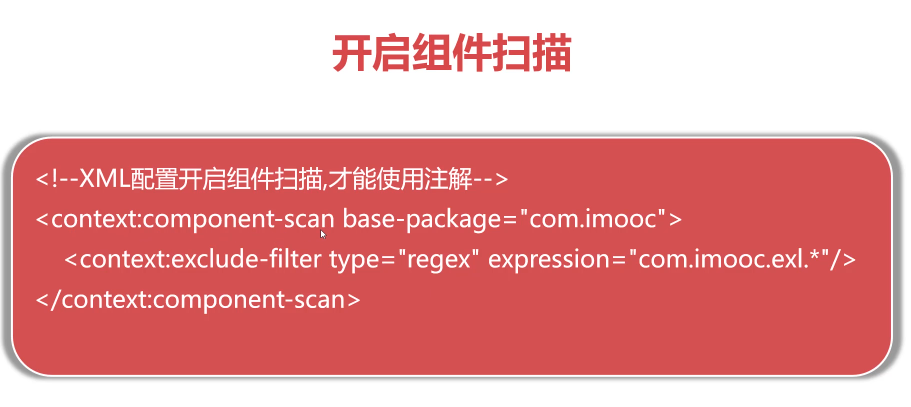 开启组件扫描
<!--XML配置开启组件扫描,才能使用注解-->
<context:component-scan base-package="com.imooc">
<context:exclude-filter type="regex" expression="com.imooc.exl.*"/>
</context:component-scan>